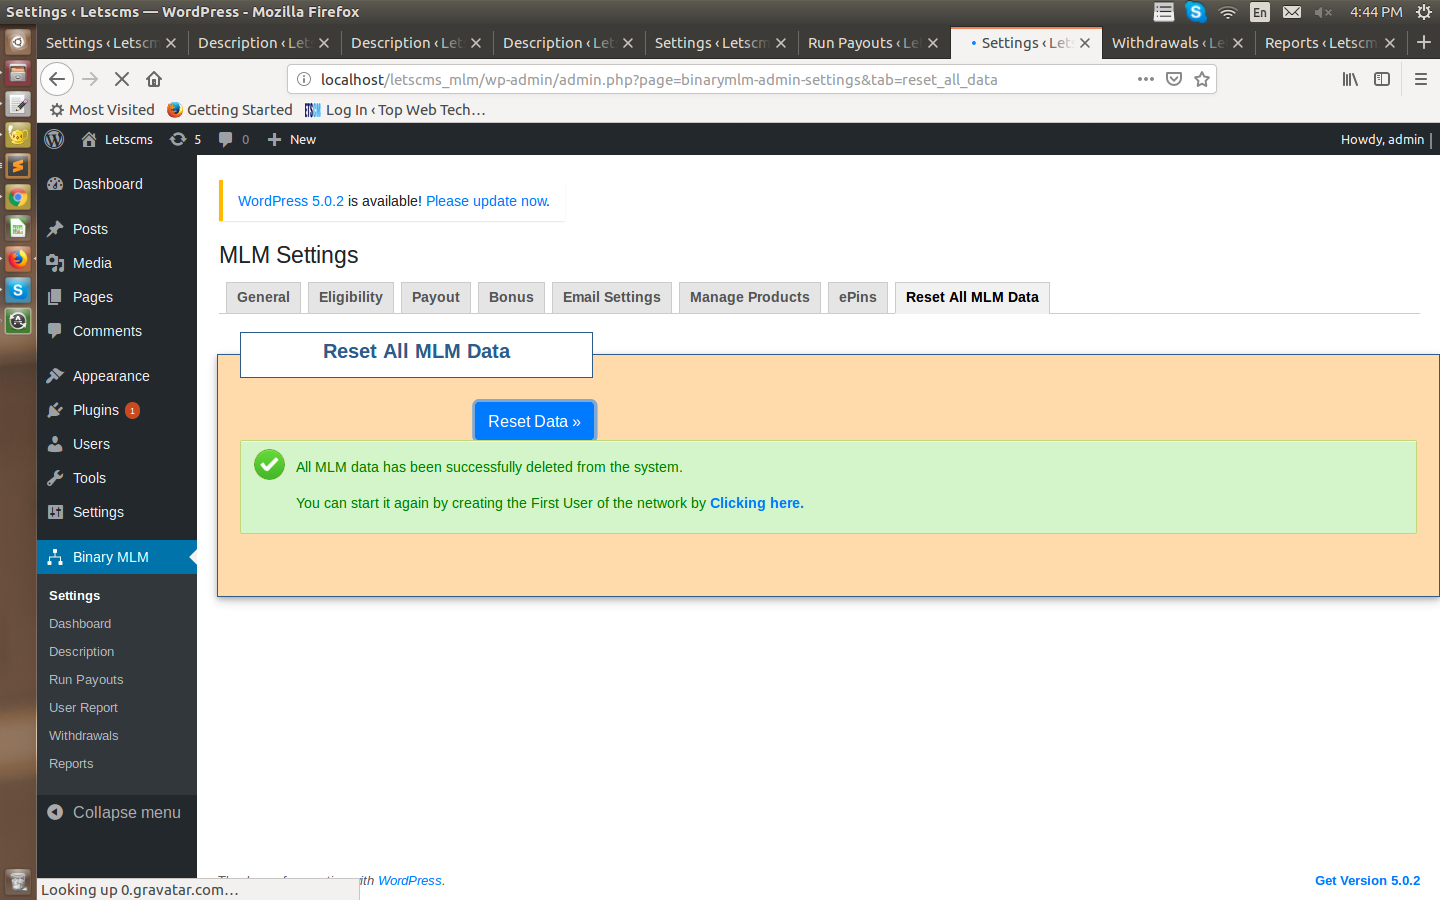 Settings ‹ Letscms — WordPress - Mozilla Firefox
En
4:44 PM
Settings ‹ Letscm
Description ‹ Let
Description ‹ Let
Description ‹ Let
Settings ‹ Letscm
Run Payouts ‹ Le
Settings ‹ Lets
Withdrawals ‹ Le
Reports ‹ Letscm
localhost/letscms_mlm/wp-admin/admin.php?page=binarymlm-admin-settings&tab=reset_all_data
Most Visited
Getting Started
Log In ‹ Top Web Tech…
Letscms
5
0
New
Howdy, admin
Dashboard
Posts
Media
Pages
Comments
Appearance
Plugins 1
Users
Tools
Settings
Binary MLM
Settings
Dashboard
Description
Run Payouts
User Report
Withdrawals
Reports
Collapse menu
WordPress 5.0.2 is available! Please update now.
MLM Settings
General
Eligibility
Payout
Bonus
Email Settings
Manage Products
ePins
Reset All MLM Data
Reset All MLM Data
Reset Data »
All MLM data has been successfully deleted from the system.
You can start it again by creating the First User of the network by Clicking here.
WordPress.
Get Version 5.0.2
Looking up 0.gravatar.com…